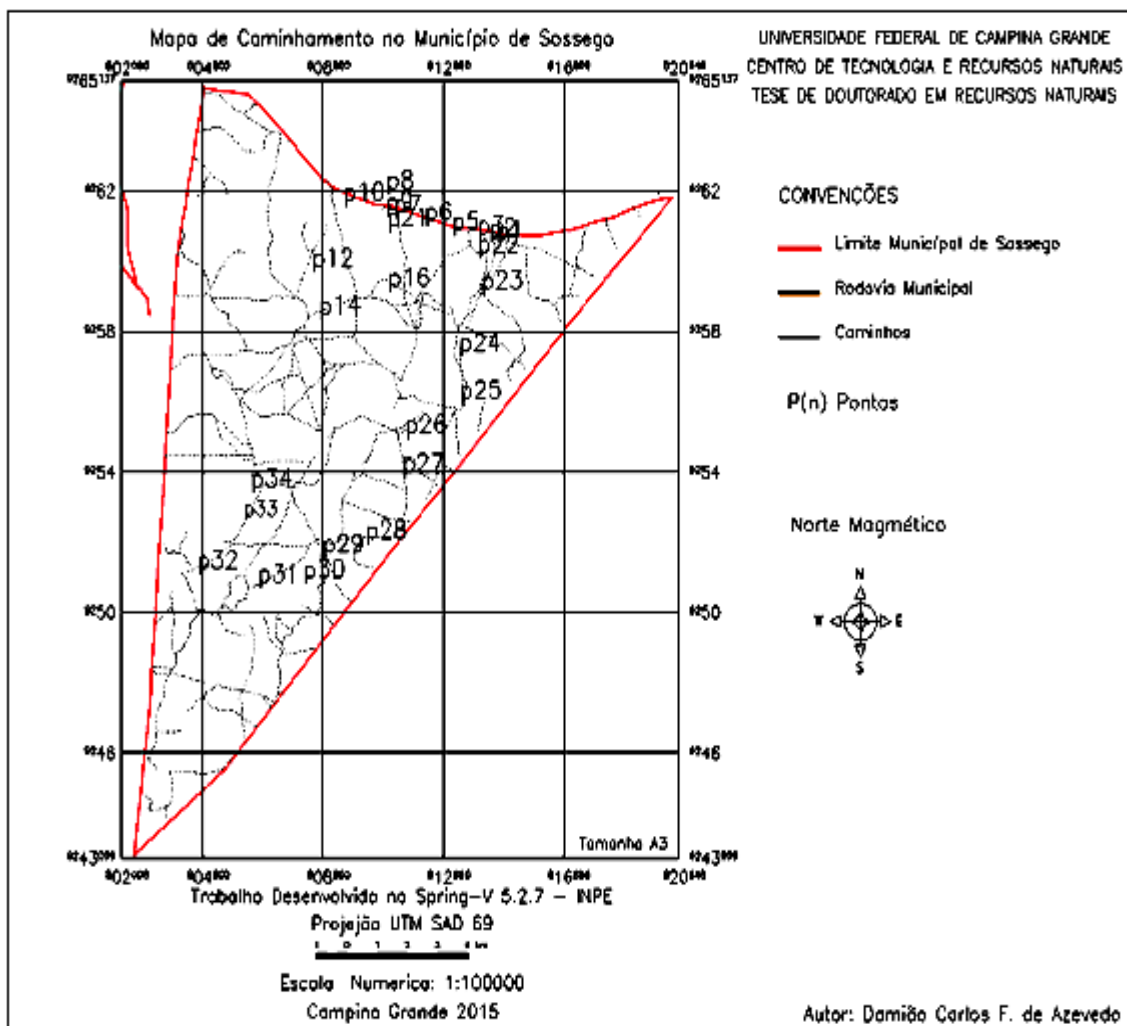 Mapa de Caminhamento no Município de Sossego
UNIVERSIDADE FEDERAL DE CAMPINA GRANDE
CENTRO DE TECNOLOGIA E RECURSOS NATURAIS
TESE DE DOUTORADO EM RECURSOS NATURAIS
CONVENÇÕES
Limite Municípal de Sossego
Rodovia Municipal
Caminhos
P(n) Pontos
Norte Magmético
N
E
S
p8
p10
p6
p5
p22
p12
p16
p23
p14
p24
p25
p26
p27
p34
p33
p28
p29
p32
p31
p30
Tamanha A3
Trabalho Desenvolvido no Spring-V 5.2.7 - INPE
Projeção UTM SAD 69
Escala Numerica: 1:100000
Campina Grande 2015
Autor: Damião Carlos F. de Azevedo